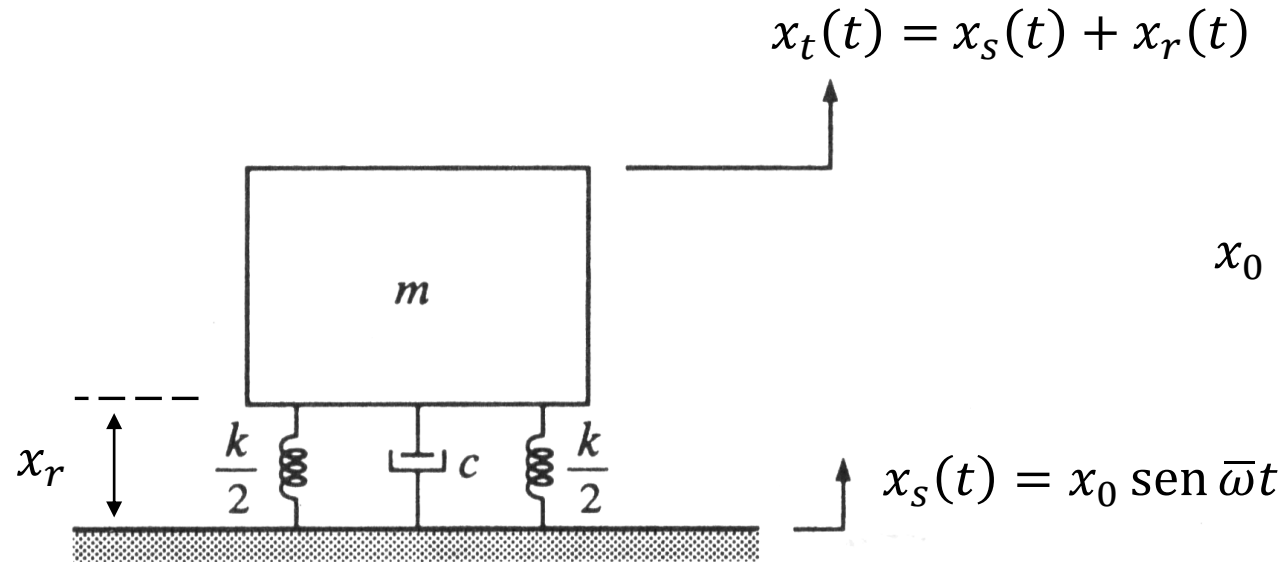 x_t(t) = x_s(t) + x_r(t)
x_0
m
x_r
k/2
c
k/2
x_s(t) = x_0 sen ω̅t